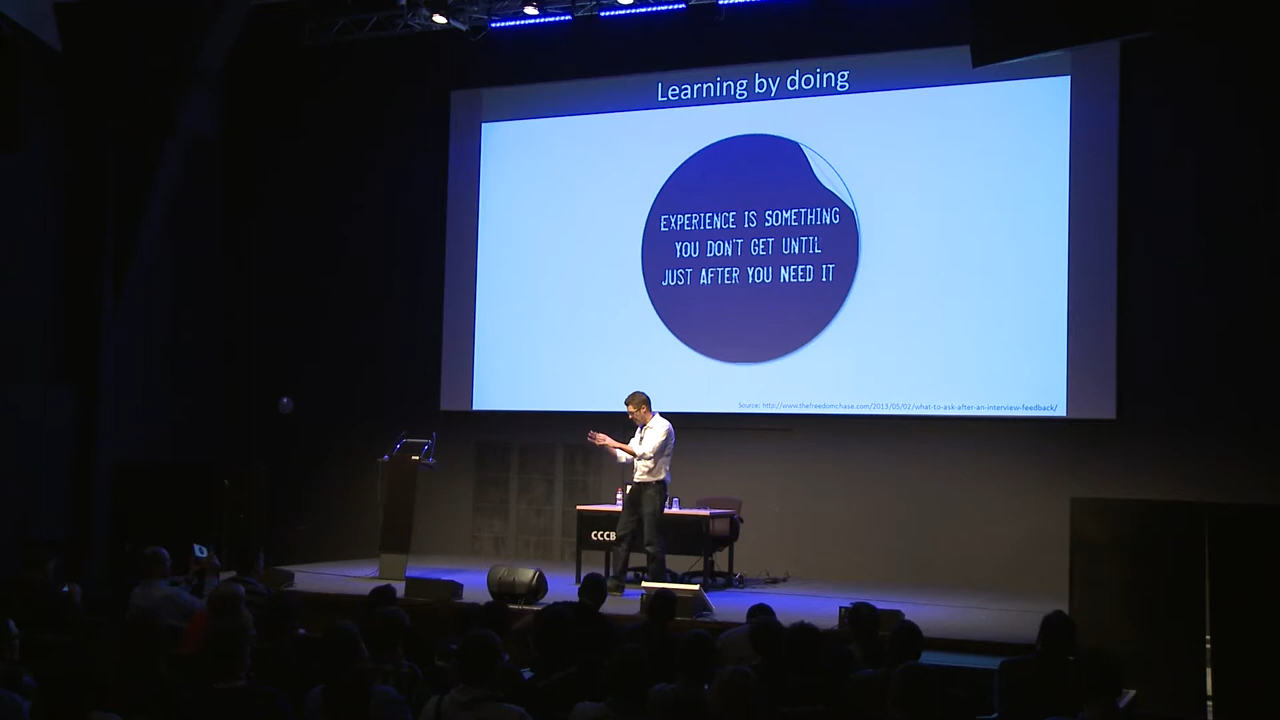 Learning by doing
EXPERIENCE IS SOMETHING
YOU DON'T GET UNTIL
JUST AFTER YOU NEED IT
Source: http://www.thefreedomchase.com/2013/05/02/what-to-ask-after-an-interview-feedback/
CCCB